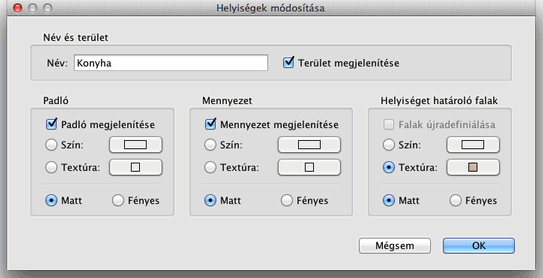 Helyiségek módosítása
Név és terület
Név: Konyha Terület megjelenítése
Padló
Padló megjelenítése
Szín:
Textúra:
Matt Fényes
Mennyezet
Mennyezet megjelenítése
Szín:
Textúra:
Matt Fényes
Helyiséget határoló falak
Falak újradefiniálása
Szín:
Textúra:
Matt Fényes
Mégsem OK